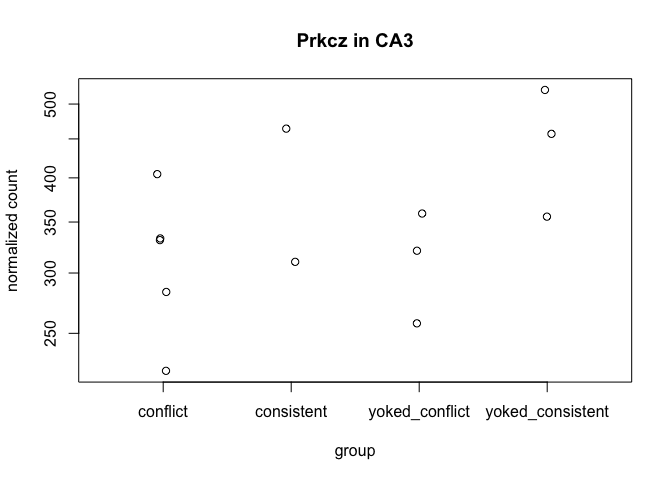 Prkcz in CA3
normalized count
500
400
350
300
250
conflict
consistent
yoked_conflict
yoked_consistent
group